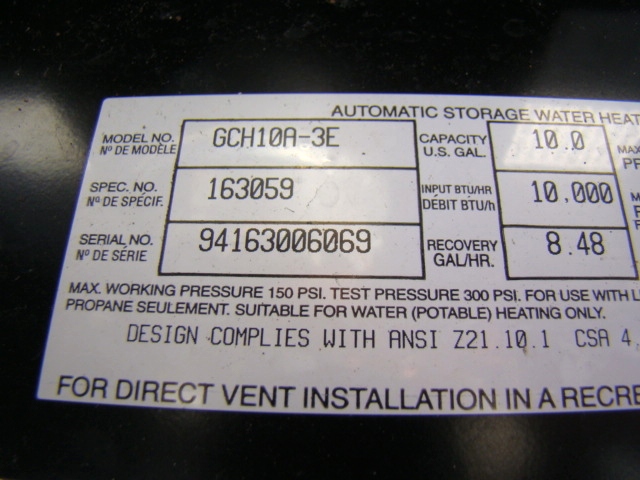 AUTOMATIC STORAGE WATER
MODEL NO. GCH10A-3E CAPACITY 10.0
Nº DE MODÈLE U.S. GAL.
SPEC. NO. 163059 INPUT BTU/HR 10,000
Nº DE SPÉCIF. DÉBIT BTU/h
SERIAL NO. 94163006069 RECOVERY 8.48
Nº DE SÉRIE GAL/HR.
MAX. WORKING PRESSURE 150 PSI. TEST PRESSURE 300 PSI. FOR USE WITH
PROPANE SEULEMENT. SUITABLE FOR WATER (POTABLE) HEATING ONLY.
DESIGN COMPLIES WITH ANSI Z21.10.1 CSA 4.
FOR DIRECT VENT INSTALLATION IN A